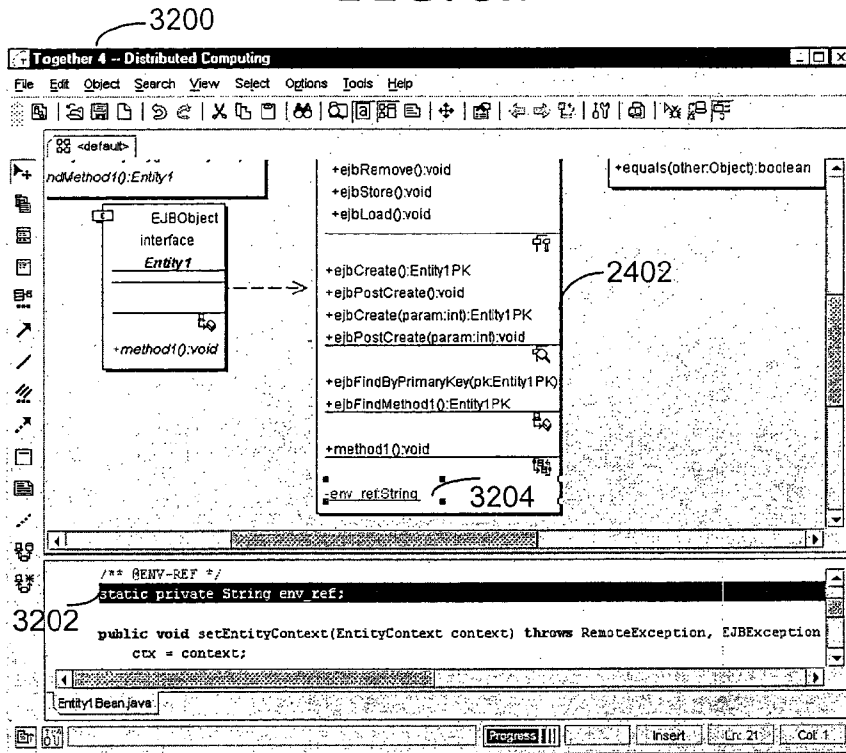 3200
Together 4 -- Distributed Computing
File Edit Object Search View Select Options Tools Help
<default>
ndMethod1():Entity1
+ejbRemove():void
+ejbStore():void
+ejbLoad():void
+equals(other:Object):boolean
EJBObject
interface
Entity1
+method1():void
2402
+ejbCreate():Entity1PK
+ejbPostCreate():void
+ejbCreate(param:int):Entity1PK
+ejbPostCreate(param:int):void
+ejbFindByPrimaryKey(pk:Entity1PK)
+ejbFindMethod1():Entity1PK
+method1():void
-env_ref:String
3204
/** @ENV-REF */
static private String env_ref;
3202
public void setEntityContext(EntityContext context) throws RemoteException, EJBException
ctx = context;
Entity1Bean.java
Progress Insert Ln: 21 Col: 1